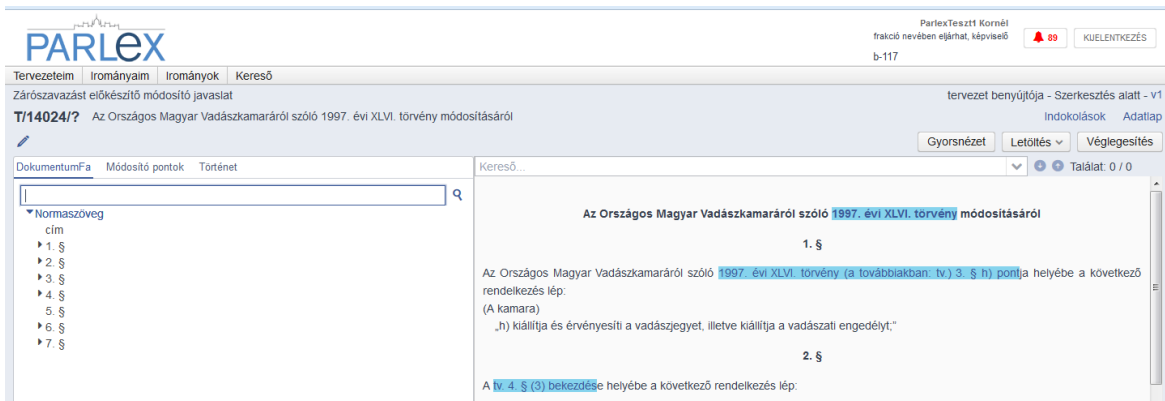 PARLEX
ParlexTeszt1 Kornél
frakció nevében eljárhat, képviselő
b-117
89
KIJELENTKEZÉS
Tervezeteim Irományaim Irományok Kereső
Zárószavazást előkészítő módosító javaslat
tervezet benyújtója - Szerkesztés alatt - v1
T/14024/? Az Országos Magyar Vadászkamaráról szóló 1997. évi XLVI. törvény módosításáról
Indokolások Adatlap
Gyorsnézet Letöltés Véglegesítés
DokumentumFa Módosító pontok Történet
Kereső...
Találat: 0 / 0
Normaszöveg
cím
1. §
2. §
3. §
4. §
5. §
6. §
7. §
Az Országos Magyar Vadászkamaráról szóló 1997. évi XLVI. törvény módosításáról
1. §
Az Országos Magyar Vadászkamaráról szóló 1997. évi XLVI. törvény (a továbbiakban: tv.) 3. § h) pontja helyébe a következő
rendelkezés lép:
(A kamara)
„h) kiállítja és érvényesíti a vadászjegyet, illetve kiállítja a vadászati engedélyt;“
2. §
A tv. 4. § (3) bekezdése helyébe a következő rendelkezés lép: